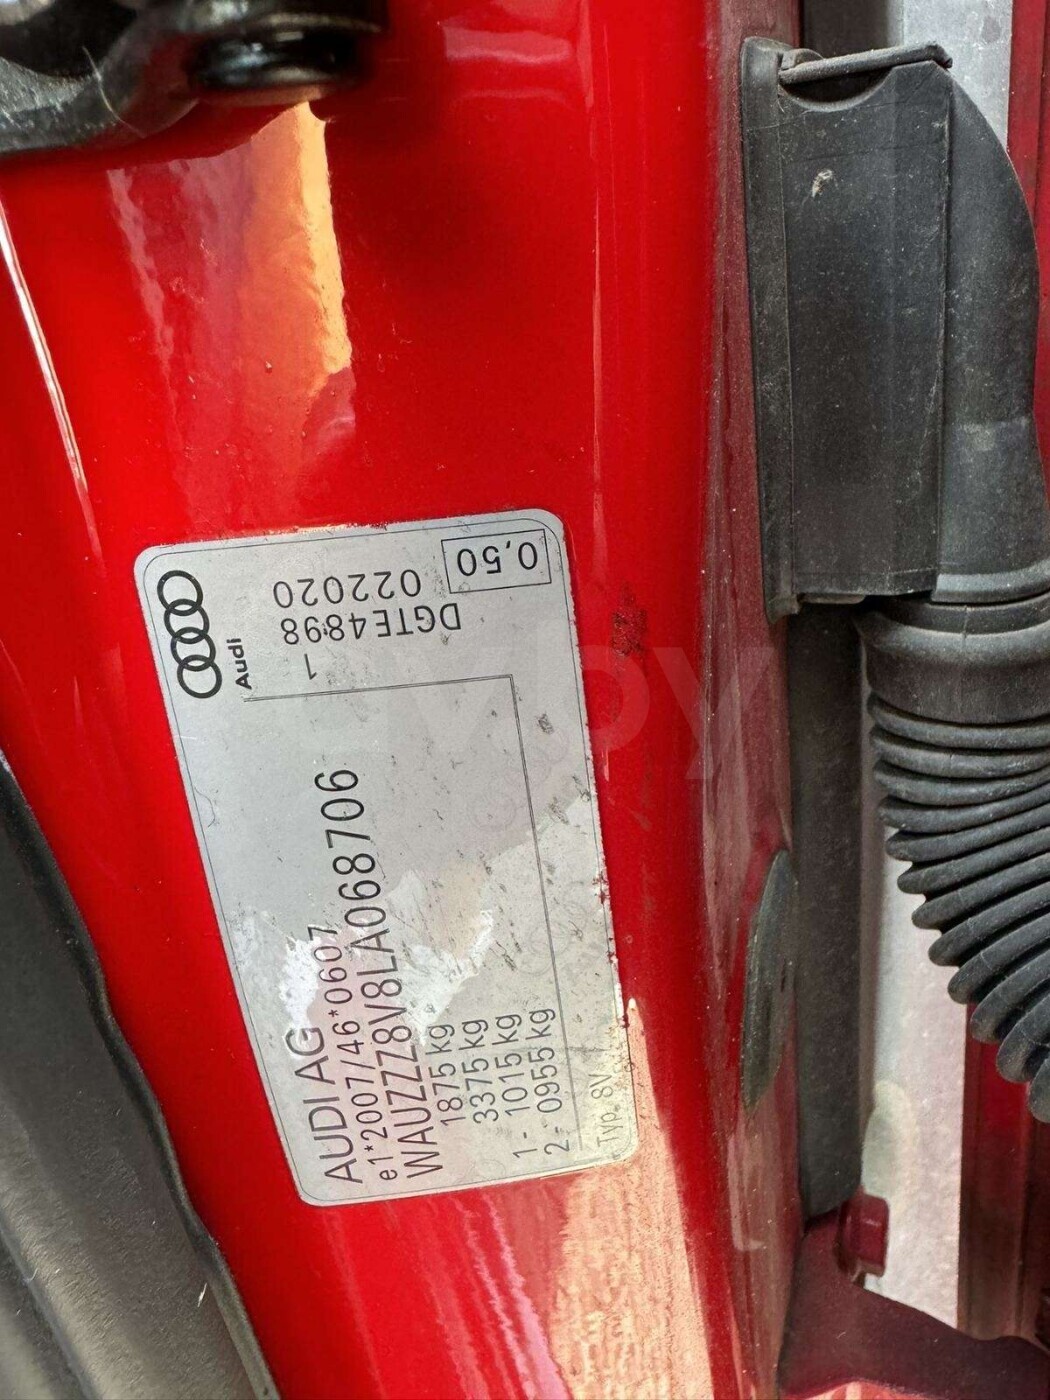 AUDI AG
e1*2007/46*0607
WAUZZZ8V8LA068706
1875 kg
3375 kg
1- 1015 kg
2- 0955 kg
Typ. 8V
Audi
022020
DGTE4898
1
0,50